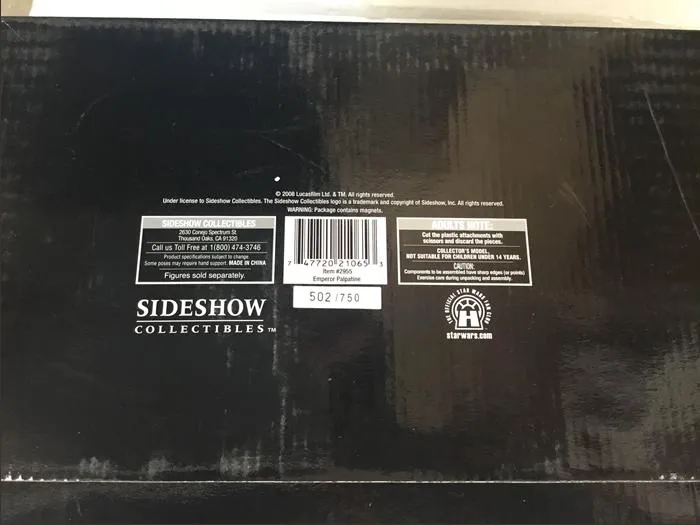 © 2008 Lucasfilm Ltd. & TM. All rights reserved.
Under license to Sideshow Collectibles. The Sideshow Collectibles logo is a trademark and copyright of Sideshow, Inc. All rights reserved.
WARNING: Package contains magnets.
SIDESHOW COLLECTIBLES
2630 Conejo Spectrum St.
Thousand Oaks, CA 91320
Call us Toll Free at 1(800) 474-3746
Product specifications subject to change.
Some poses may require hand support. MADE IN CHINA
Figures sold separately.
7 47720 21065 3
Item #2955
Emperor Palpatine
502/750
ADULTS NOTE:
Cut the plastic attachments with
scissors and discard the pieces.
COLLECTOR'S MODEL.
NOT SUITABLE FOR CHILDREN UNDER 14 YEARS.
CAUTION:
Components to be assembled have sharp edges (or points)
Exercise care during unpacking and assembly.
SIDESHOW
COLLECTIBLES™
THE OFFICIAL STAR WARS FAN CLUB
starwars.com